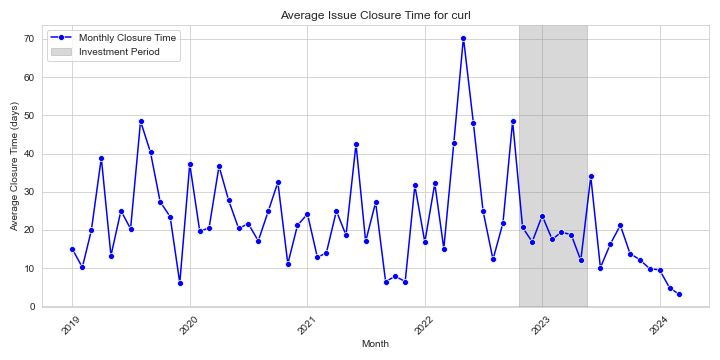 Average Issue Closure Time for curl
Monthly Closure Time
Investment Period
Average Closure Time (days)
70
60
50
40
30
20
10
0
2019
2020
2021
2022
2023
2024
Month